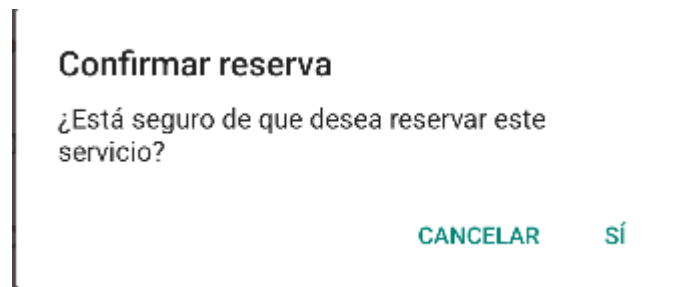 Confirmar reserva
¿Está seguro de que desea reservar este
servicio?
CANCELAR SÍ